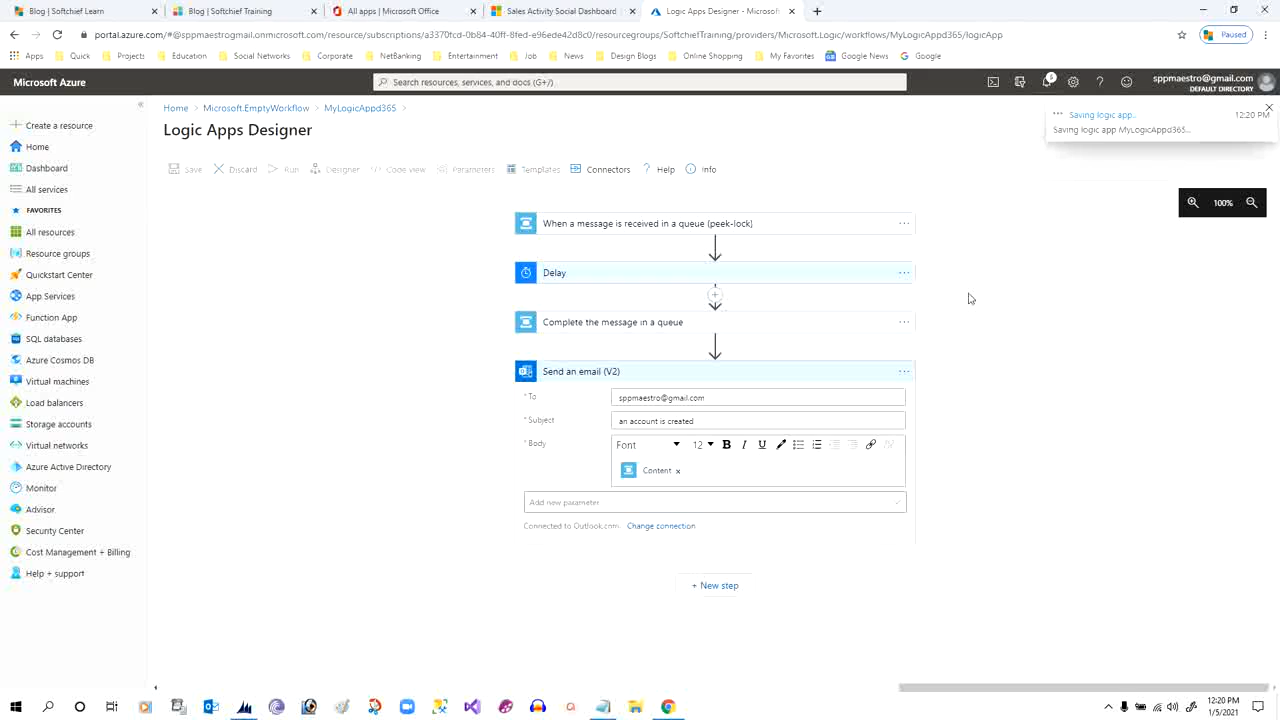 Blog | Softchief Learn
Blog | Softchief Training
All apps | Microsoft Office
Sales Activity Social Dashboard
Logic Apps Designer - Microsoft
portal.azure.com/#@sppmaestrogmail.onmicrosoft.com/resource/subscriptions/a3370fcd-0b84-40ff-8fed-e96ede42d8c0/resourcegroups/SoftchiefTraining/providers/Microsoft.Logic/workflows/MyLogicAppd365/logicApp
Paused
Apps
Quick
Projects
Education
Social Networks
Corporate
NetBanking
Entertainment
Job
News
Design Blogs
Online Shopping
My Favorites
Google News
Google
Microsoft Azure
Search resources, services, and docs (G+/)
5
sppmaestro@gmail.com
DEFAULT DIRECTORY
Home > Microsoft.EmptyWorkflow > MyLogicAppd365 >
Logic Apps Designer
Saving logic app..
12:20 PM
Saving logic app MyLogicAppd365...
Save
Discard
Run
Designer
Code view
Parameters
Templates
Connectors
Help
Info
100%
Create a resource
Home
Dashboard
All services
FAVORITES
All resources
Resource groups
Quickstart Center
App Services
Function App
SQL databases
Azure Cosmos DB
Virtual machines
Load balancers
Storage accounts
Virtual networks
Azure Active Directory
Monitor
Advisor
Security Center
Cost Management + Billing
Help + support
When a message is received in a queue (peek-lock)
Delay
Complete the message in a queue
Send an email (V2)
* To
sppmaestro@gmail.com
* Subject
an account is created
* Body
Font
12
B I U
Content x
Add new parameter
Connected to Outlook.com. Change connection
+ New step
12:20 PM
1/5/2021